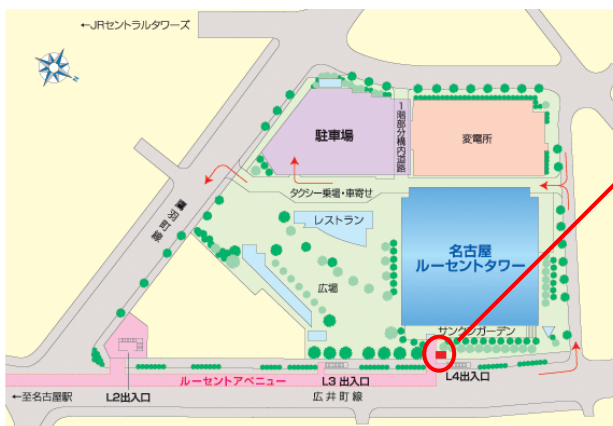 ←JRセントラルタワーズ
N
駐車場
1階部分構内道路
変電所
タクシー乗場・車寄せ
羽町線
レストラン
名古屋
ルーセントタワー
広場
サンクンガーデン
ルーセントアベニュー
L3 出入口
L4出入口
←至名古屋駅
L2出入口
広井町線